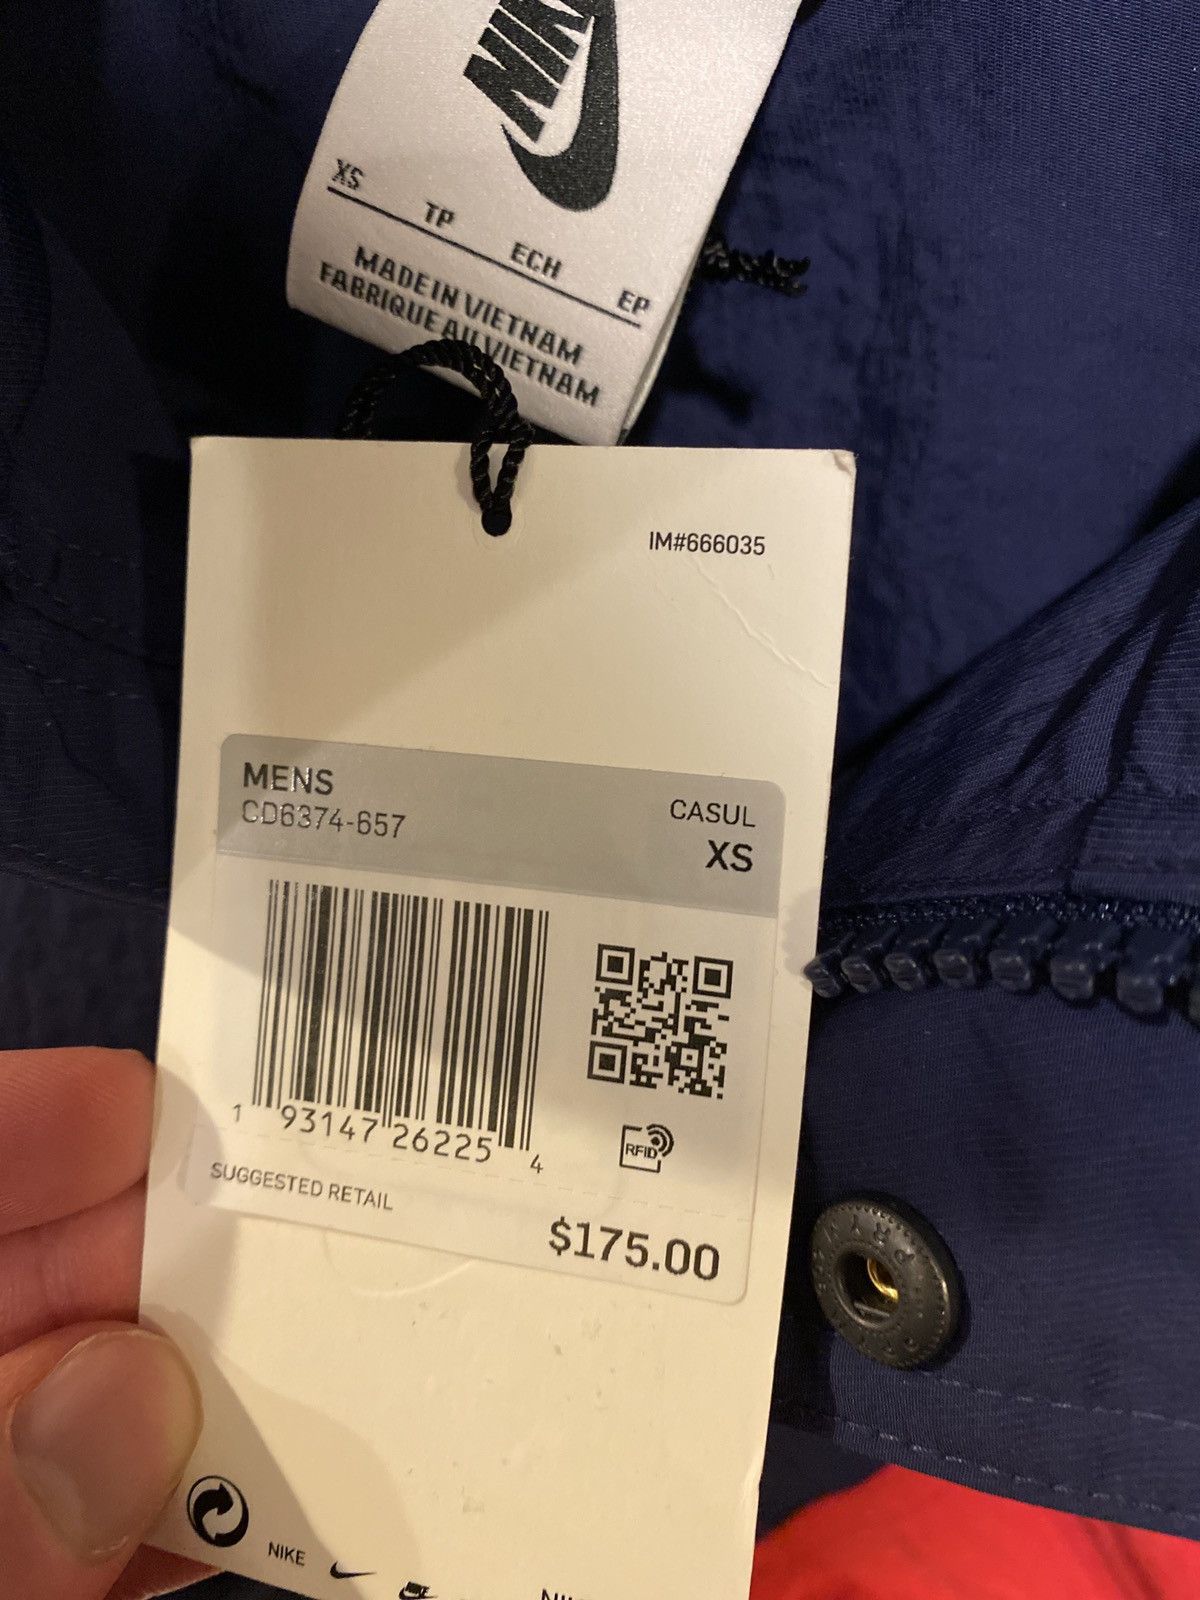 NIKE
XS
TP
ECH
EP
MADE IN VIETNAM
FABRIQUE AU VIETNAM
IM#666035
MENS
CD6374-657
CASUL
XS
1 93147 26225 4
RFID
SUGGESTED RETAIL
$175.00
NIKE
PRYM